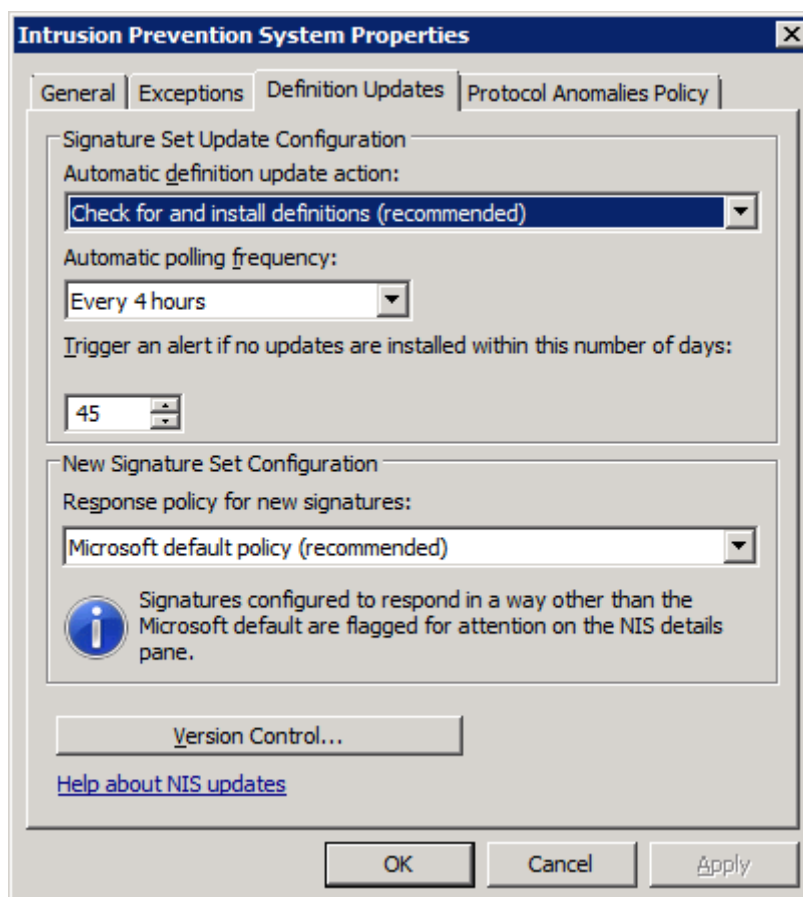 Intrusion Prevention System Properties
General
Exceptions
Definition Updates
Protocol Anomalies Policy
Signature Set Update Configuration
Automatic definition update action:
Check for and install definitions (recommended)
Automatic polling frequency:
Every 4 hours
Trigger an alert if no updates are installed within this number of days:
45
New Signature Set Configuration
Response policy for new signatures:
Microsoft default policy (recommended)
Signatures configured to respond in a way other than the
Microsoft default are flagged for attention on the NIS details
pane.
Version Control...
Help about NIS updates
OK
Cancel
Apply